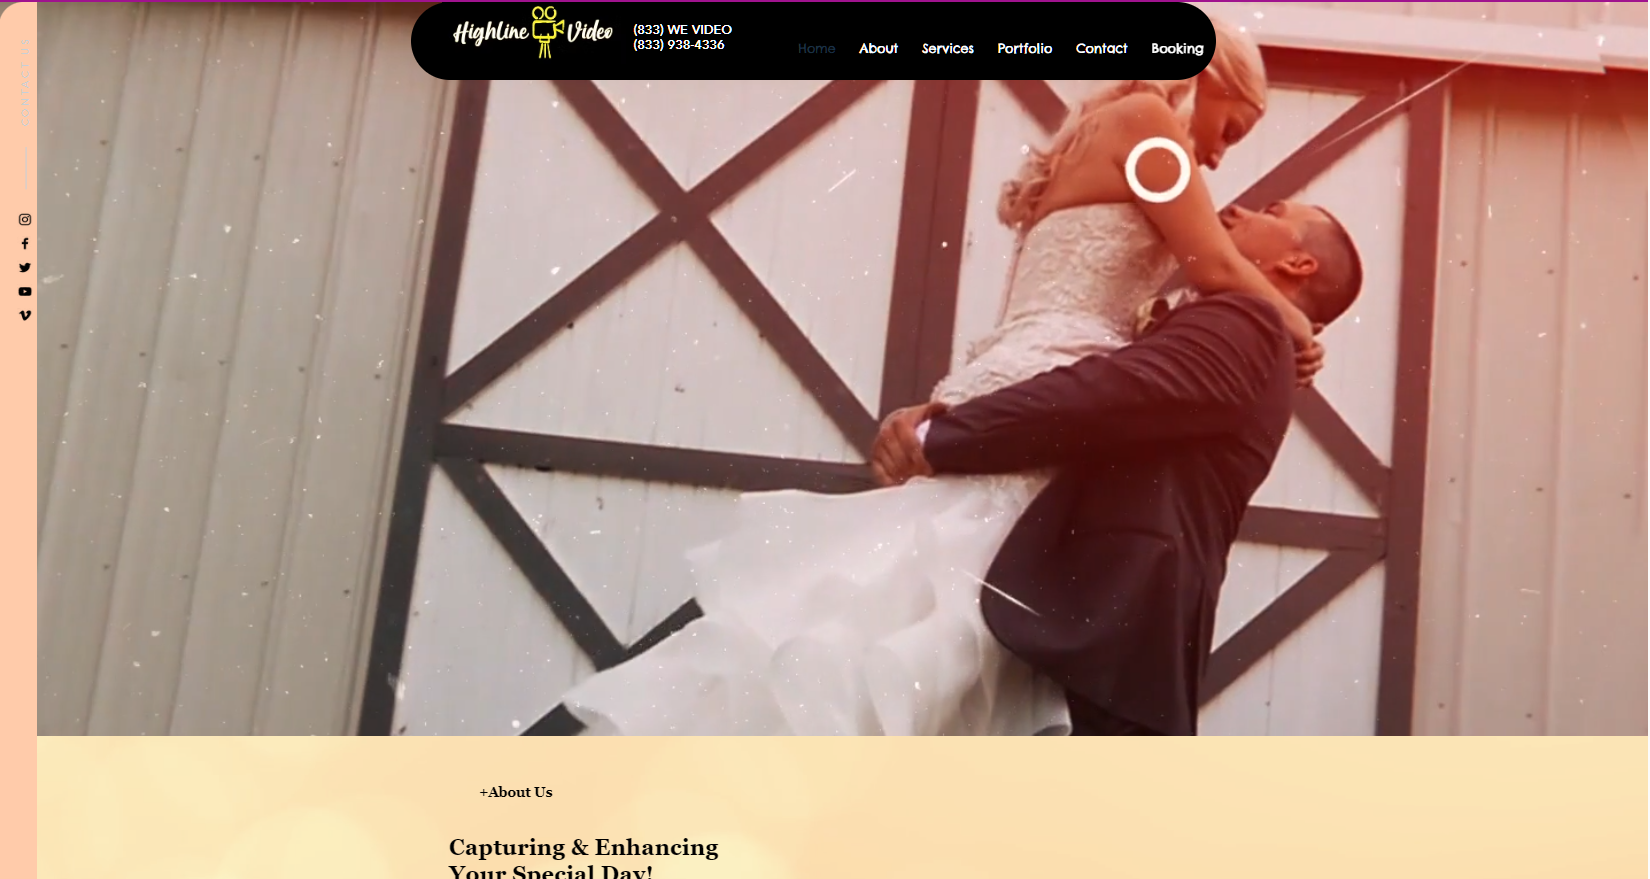 Highline Video
(833) WE VIDEO
(833) 938-4336
Home About Services Portfolio Contact Booking
CONTACT US
+About Us
Capturing & Enhancing
Your Special Day!